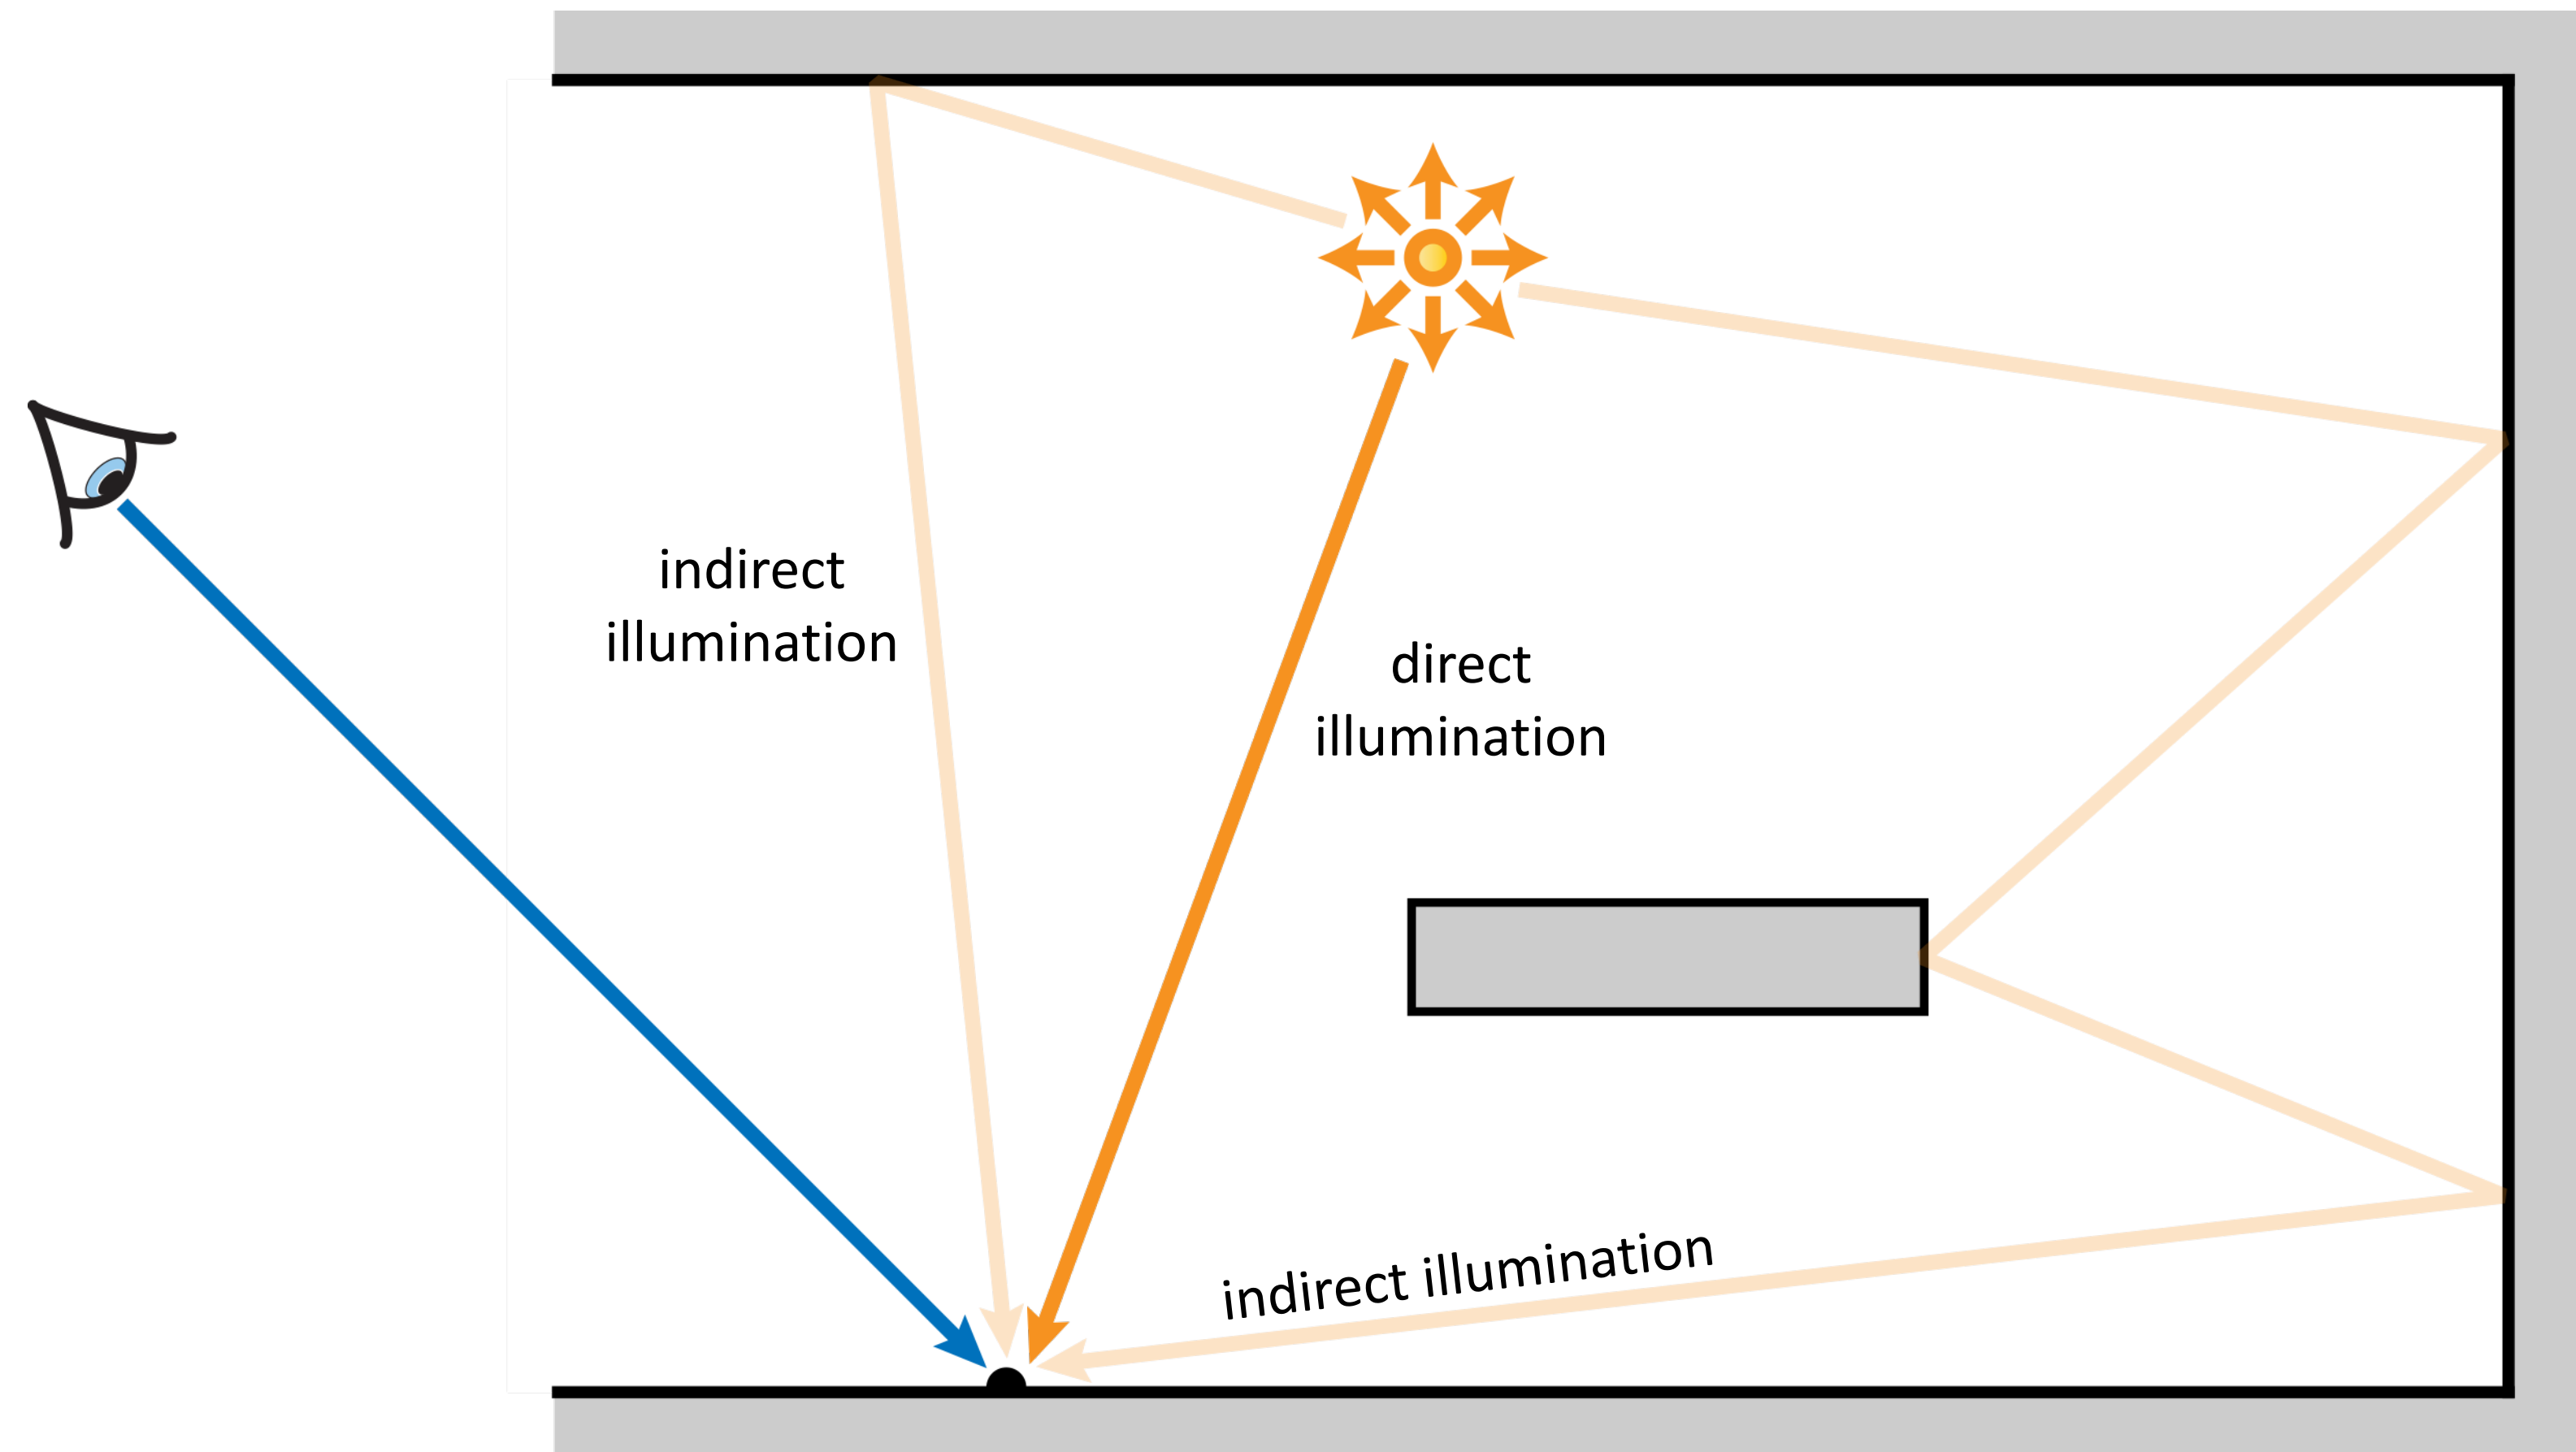 indirect
illumination
direct
illumination
indirect illumination